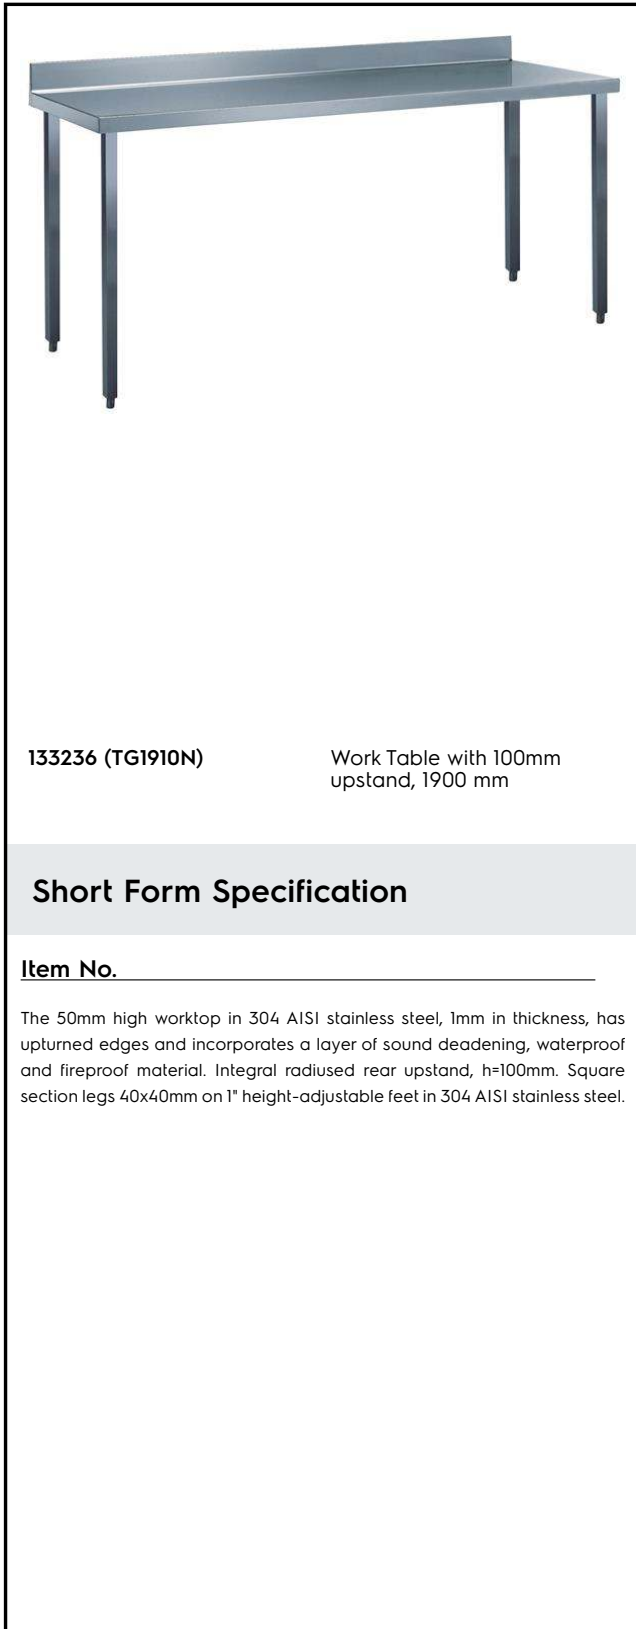 133236 (TG1910N)
Work Table with 100mm
upstand, 1900 mm
Short Form Specification
Item No.
The 50mm high worktop in 304 AISI stainless steel, 1mm in thickness, has
upturned edges and incorporates a layer of sound deadening, waterproof
and fireproof material. Integral radiused rear upstand, h=100mm. Square
section legs 40x40mm on 1" height-adjustable feet in 304 AISI stainless steel.